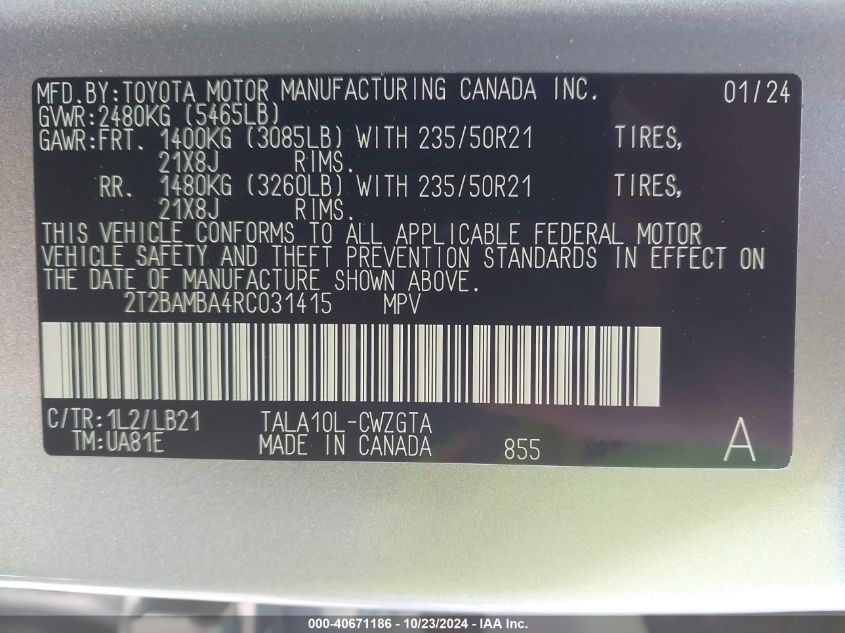 MFD.BY:TOYOTA MOTOR MANUFACTURING CANADA INC. 01/24
GVWR:2480KG (5465LB)
GAWR:FRT. 1400KG (3085LB) WITH 235/50R21 TIRES,
21X8J RIMS.
RR. 1480KG (3260LB) WITH 235/50R21 TIRES,
21X8J RIMS.
THIS VEHICLE CONFORMS TO ALL APPLICABLE FEDERAL MOTOR
VEHICLE SAFETY AND THEFT PREVENTION STANDARDS IN EFFECT ON
THE DATE OF MANUFACTURE SHOWN ABOVE.
2T2BAMBA4RC031415 MPV
C/TR:1L2/LB21 TALA10L-CWZGTA
TM:UA81E MADE IN CANADA 855 A
000-40671186 - 10/23/2024 - IAA Inc.